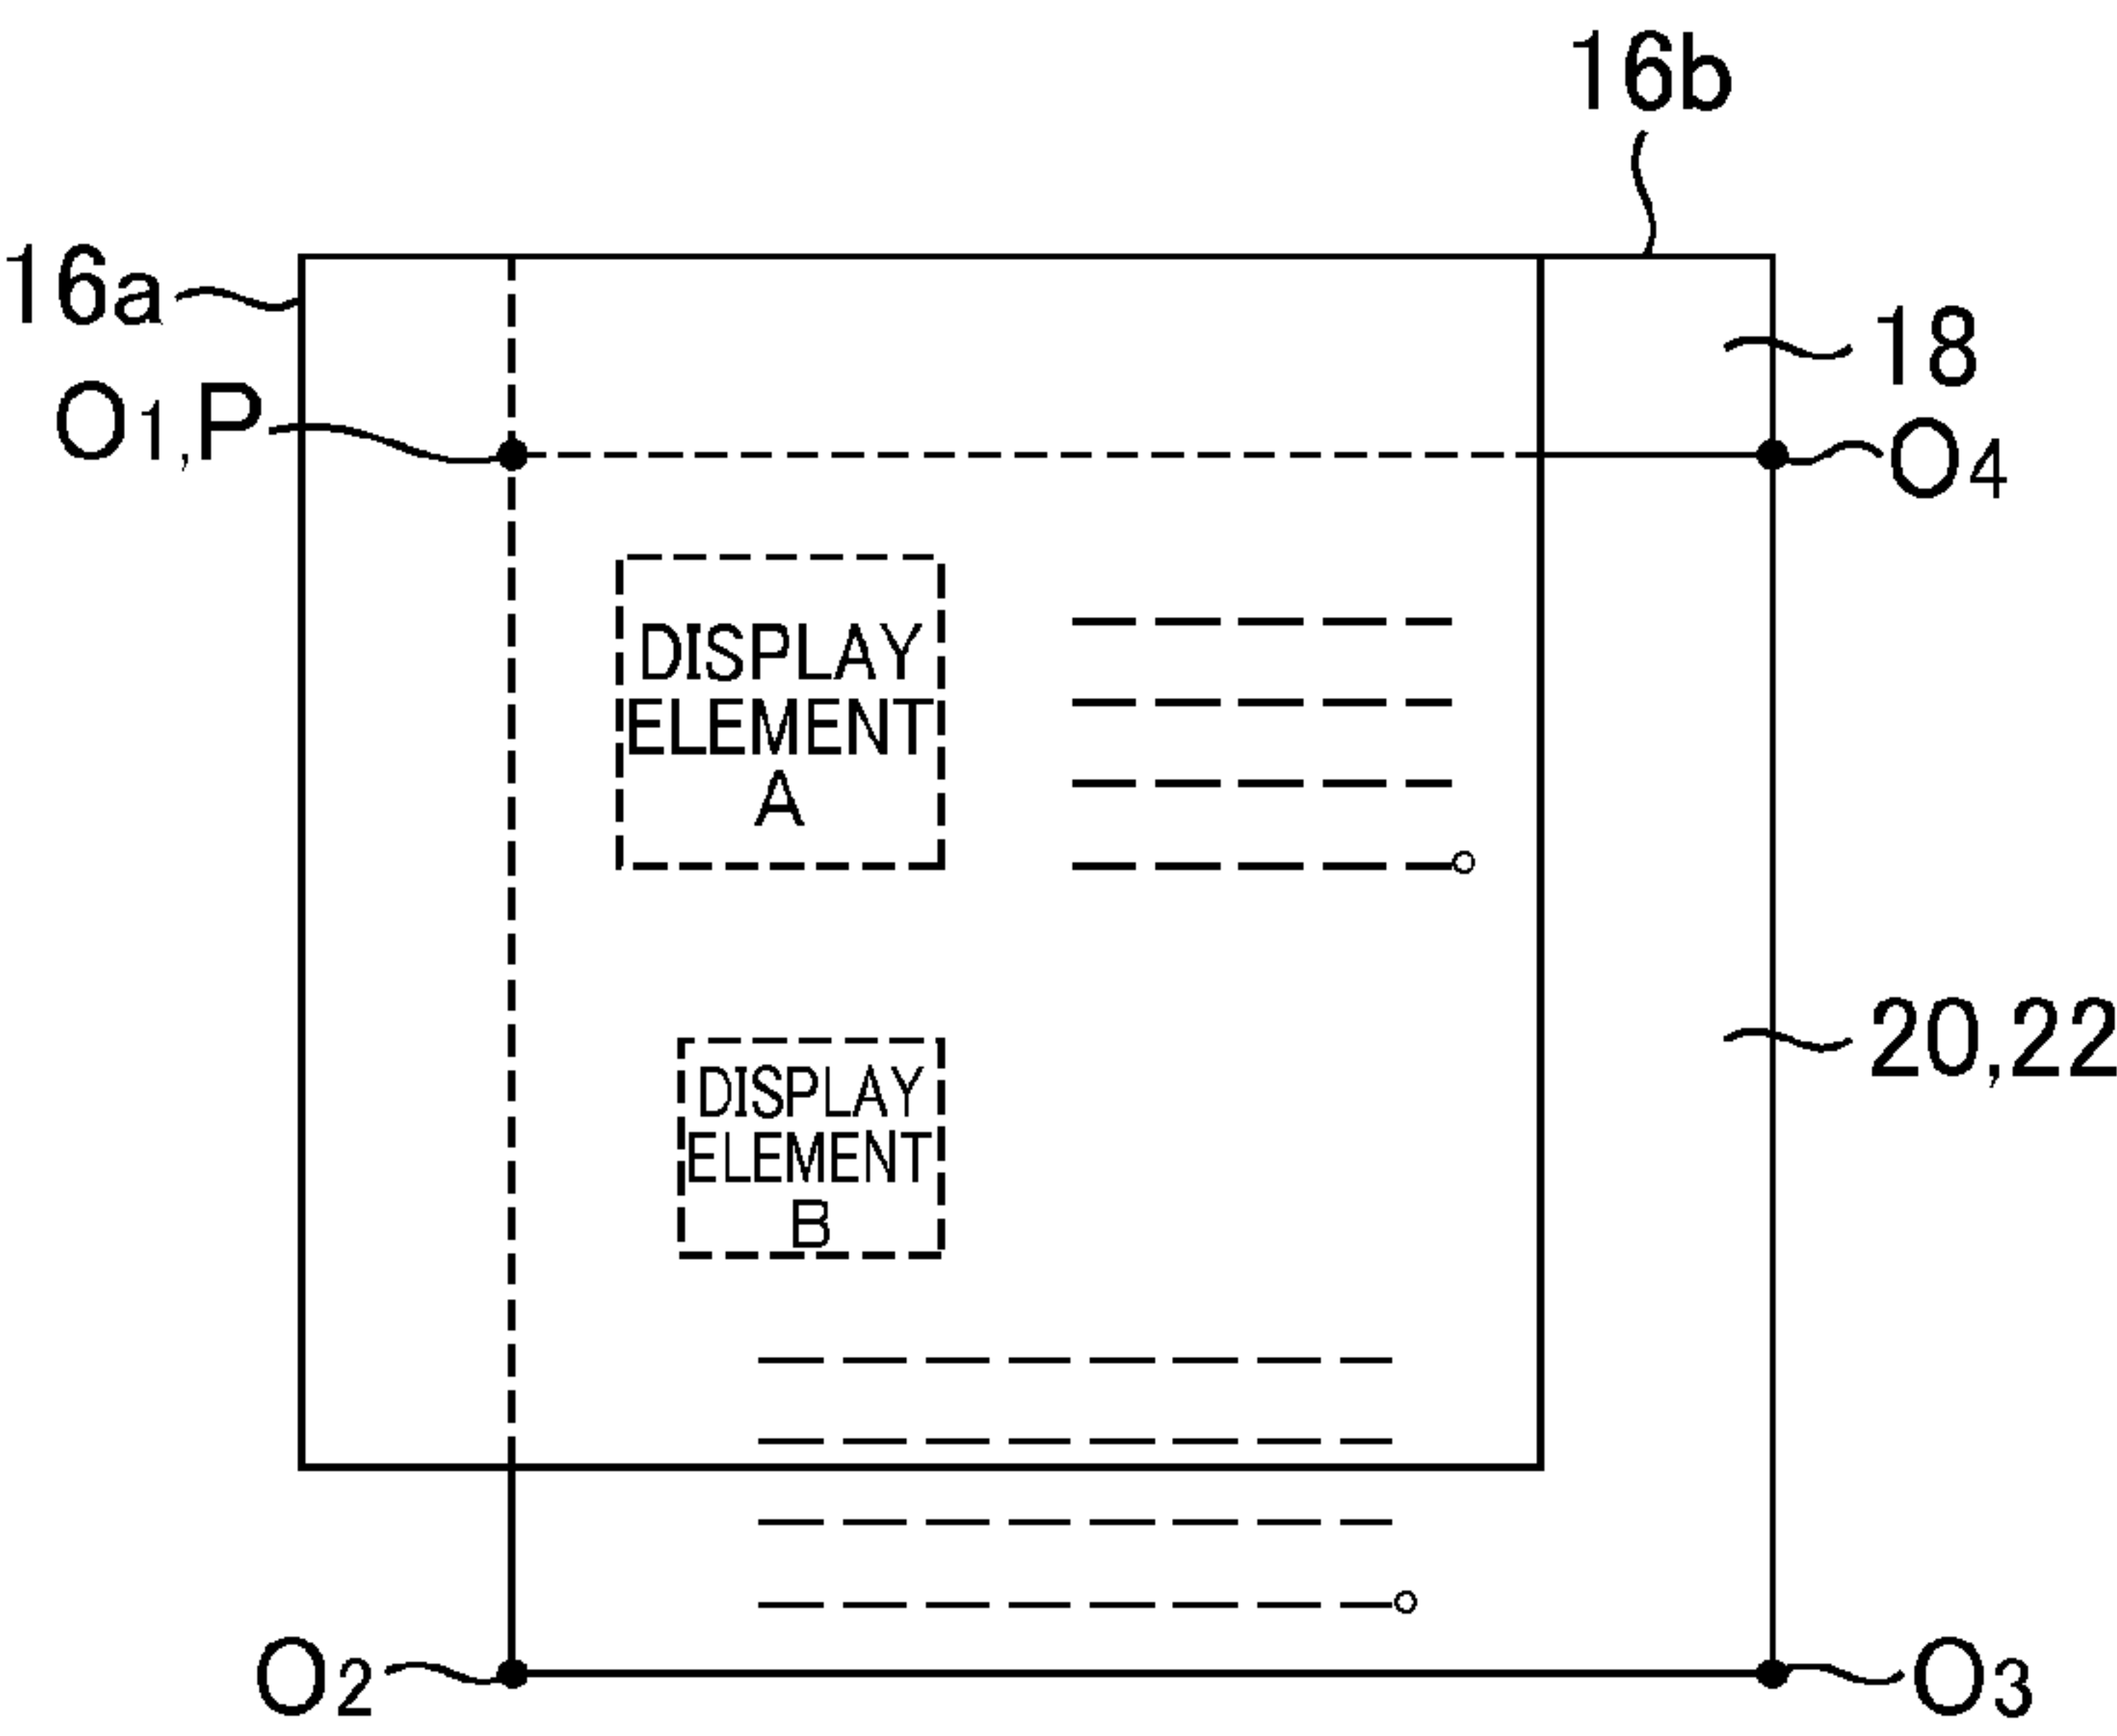 16b
16a
18
O1,P
O4
DISPLAY
ELEMENT
A
20,22
DISPLAY
ELEMENT
B
O2
O3